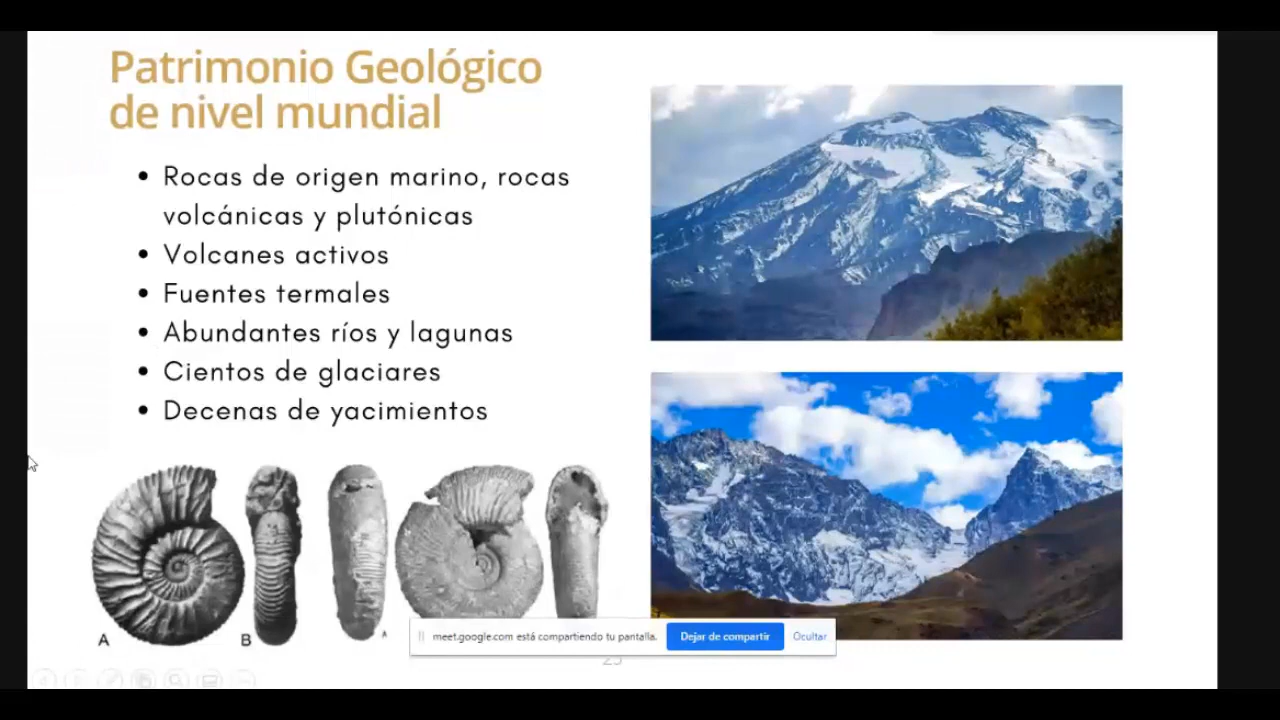 Patrimonio Geológico
de nivel mundial
• Rocas de origen marino, rocas
volcánicas y plutónicas
• Volcanes activos
• Fuentes termales
• Abundantes ríos y lagunas
• Cientos de glaciares
• Decenas de yacimientos
A
B
A
meet.google.com está compartiendo tu pantalla.
Dejar de compartir
Ocultar